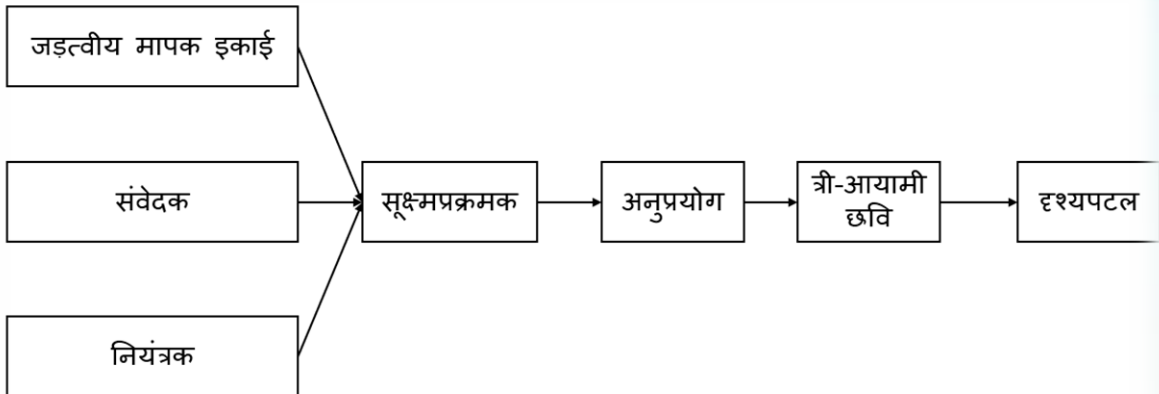 जड़त्वीय मापक इकाई
संवेदक
सूक्ष्मप्रक्रमक
अनुप्रयोग
त्री-आयामी
छवि
दृश्यपटल
नियंत्रक